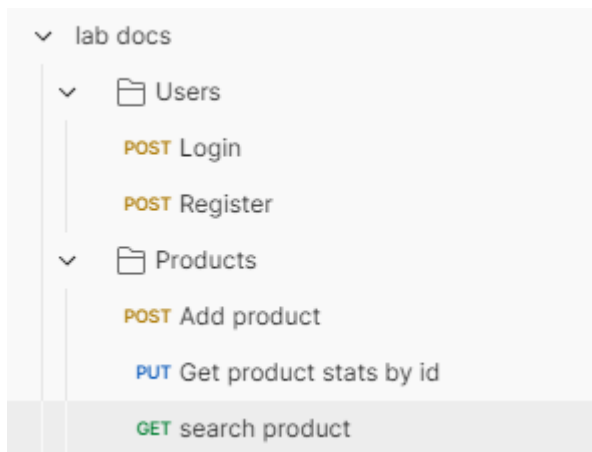 lab docs
Users
POST Login
POST Register
Products
POST Add product
PUT Get product stats by id
GET search product